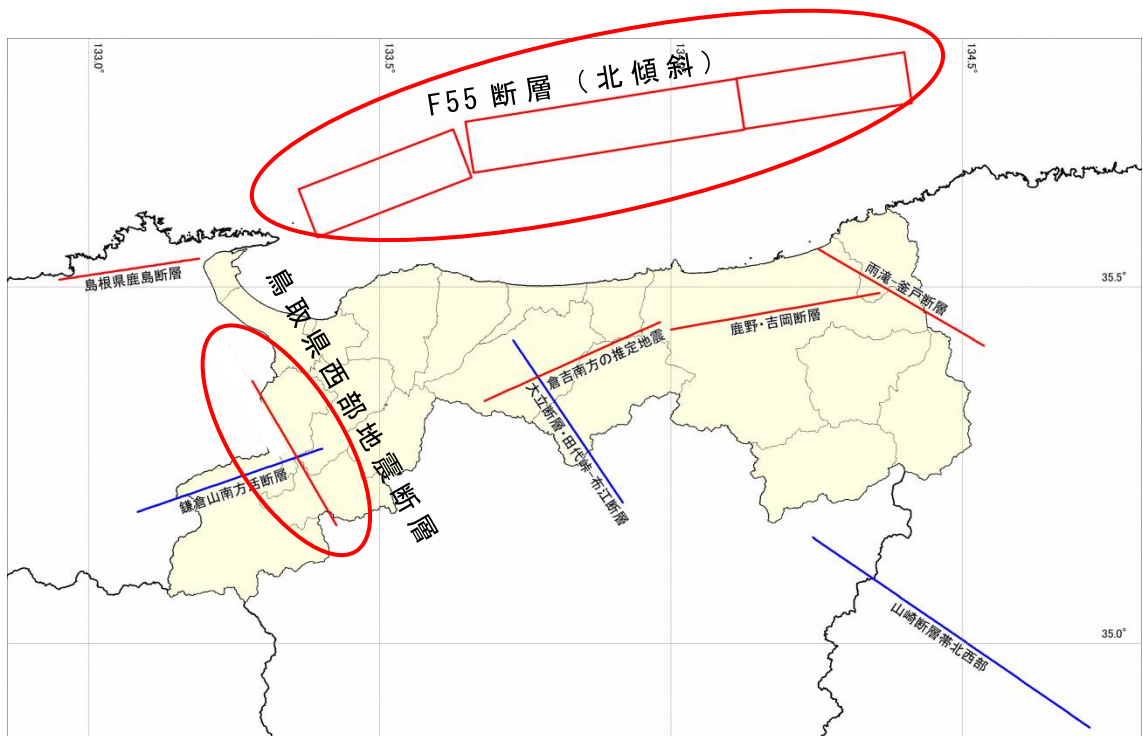 133.0°
133.5°
134.5°
F55断層(北傾斜)
島根県鹿島断層
鳥取県西部地震断層
雨滝-釜戸断層
35.5°
鹿野・吉岡断層
倉吉南方の推定地震
大立断層・田代峠-布江断層
鎌倉山南方活断層
山崎断層帯北西部
35.0°